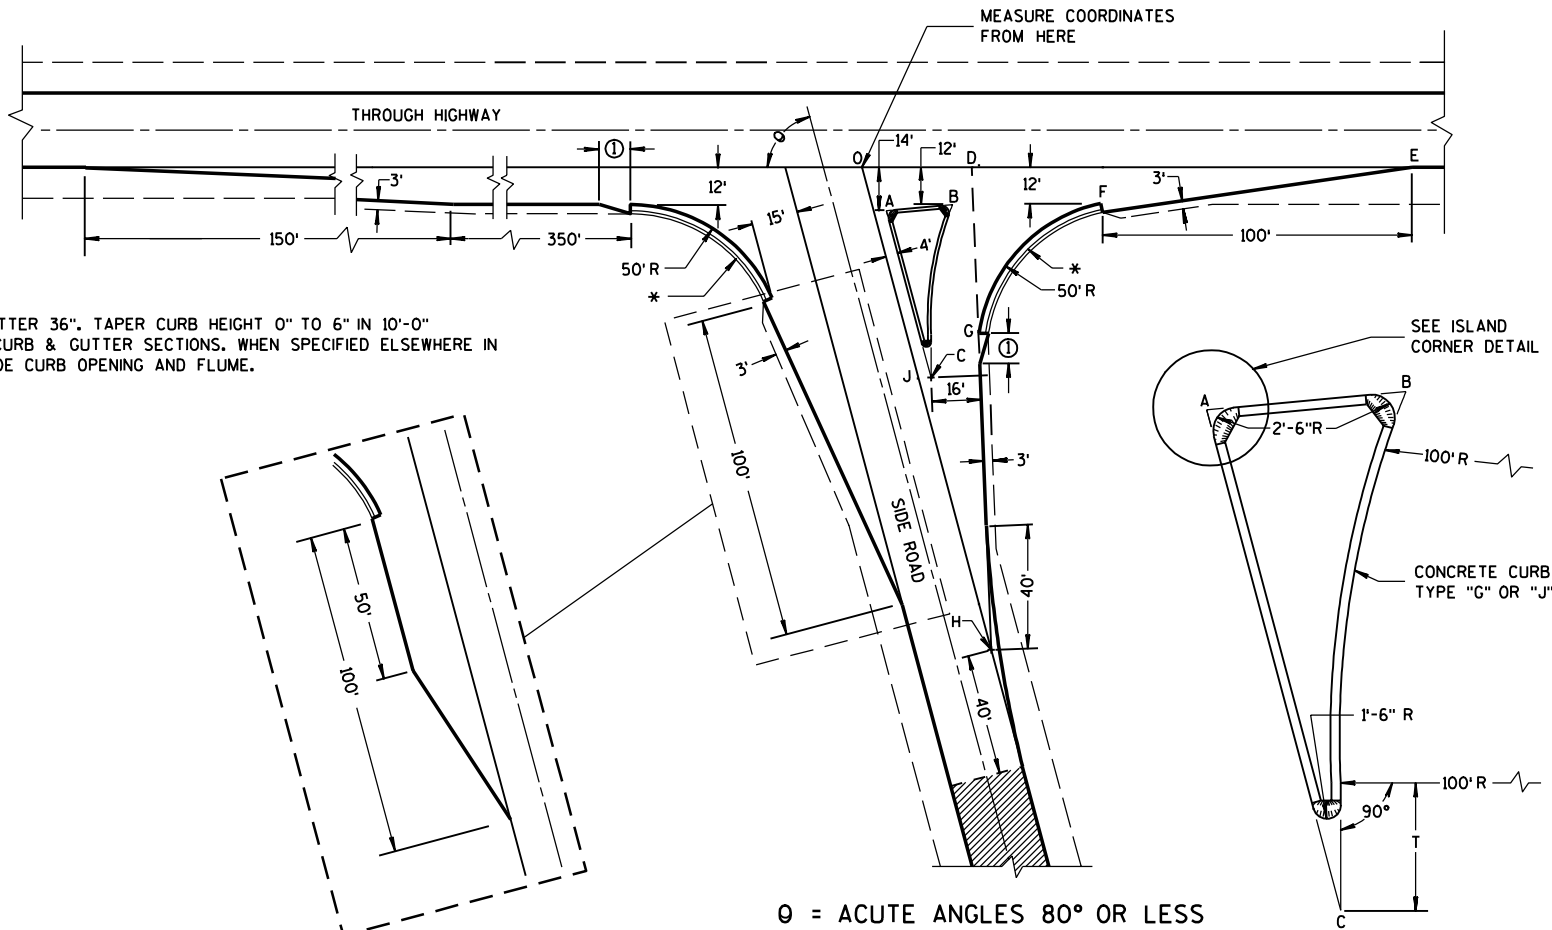 MEASURE COORDINATES
FROM HERE
THROUGH HIGHWAY
θ
O
D
E
14'
12'
①
12'
A
B
12'
F
3'
3'
15'
4'
150'
350'
100'
50' R
*
*
50' R
TTER 36". TAPER CURB HEIGHT 0" TO 6" IN 10'-0"
CURB & GUTTER SECTIONS. WHEN SPECIFIED ELSEWHERE IN
DE CURB OPENING AND FLUME.
G
①
C
J
16'
3'
SEE ISLAND
CORNER DETAIL
A
B
2'-6"R
100' R
100'
3'
SIDE ROAD
40'
H
40'
50'
100'
CONCRETE CURB
TYPE "G" OR "J"
1'-6" R
100' R
90°
T
C
θ = ACUTE ANGLES 80° OR LESS